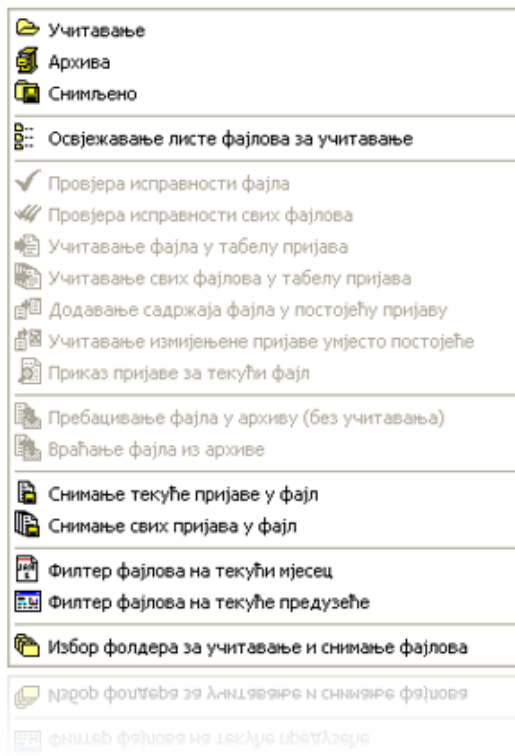 Учитавање
Архива
Снимљено
Освјежавање листе фајлова за учитавање
Провјера исправности фајла
Провјера исправности свих фајлова
Учитавање фајла у табелу пријава
Учитавање свих фајлова у табелу пријава
Додавање садржаја фајла у постојећу пријаву
Учитавање измијењене пријаве умјесто постојеће
Приказ пријаве за текући фајл
Пребацивање фајла у архиву (без учитавања)
Враћање фајла из архиве
Снимање текуће пријаве у фајл
Снимање свих пријава у фајл
Филтер фајлова на текући мјесец
Филтер фајлова на текуће предузеће
Избор фолдера за учитавање и снимање фајлова